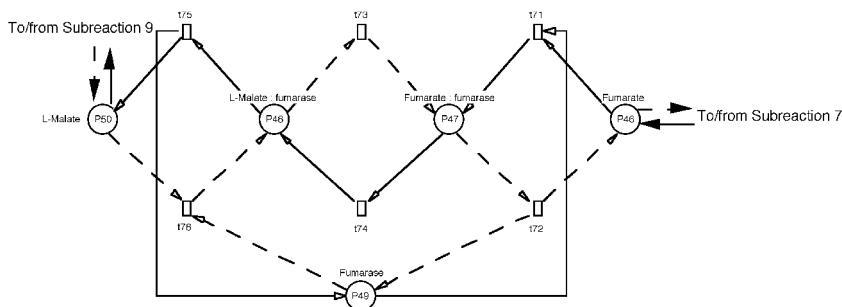 t75
t73
t71
To/from Subreaction 9
L-Malate : fumarase
Fumarate : fumarase
Fumarate
L-Malate
P50
P46
P47
P46
To/from Subreaction 7
t76
t74
t72
Fumarase
P49